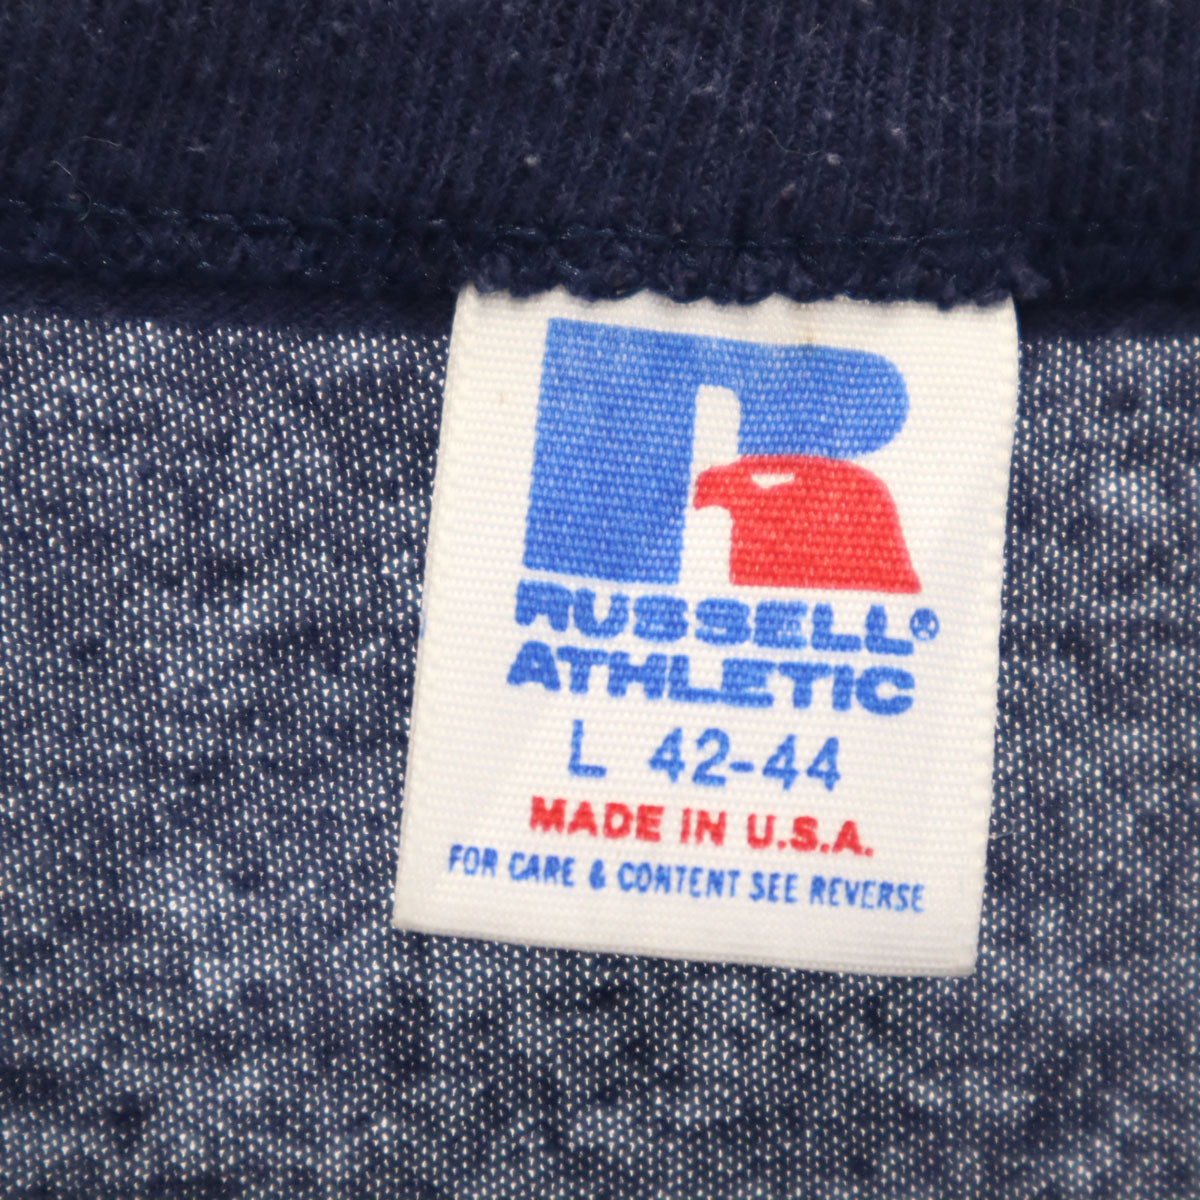 R
RUSSELL®
ATHLETIC
L 42-44
MADE IN U.S.A.
FOR CARE & CONTENT SEE REVERSE